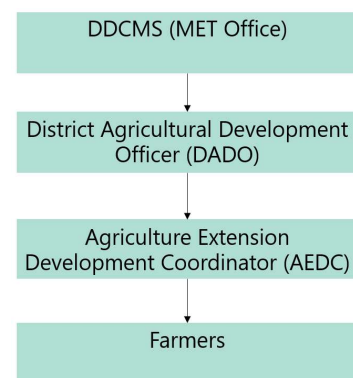 DDCMS (MET Office)
District Agricultural Development
Officer (DADO)
Agriculture Extension
Development Coordinator (AEDC)
Farmers